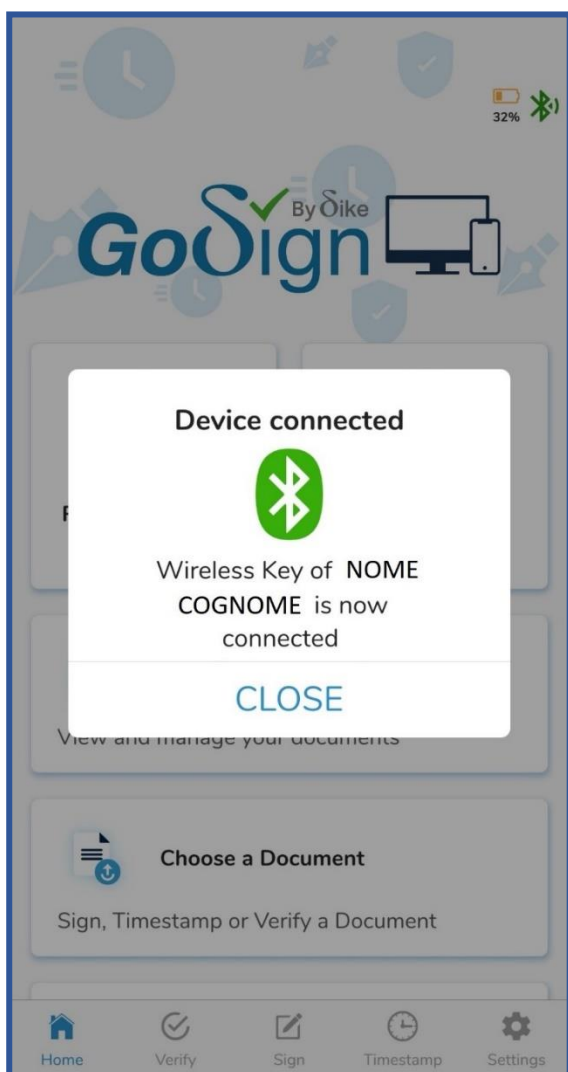 32%
By δike
GoSign
Device connected
Wireless Key of NOME
COGNOME is now
connected
CLOSE
View and manage your documents
Choose a Document
Sign, Timestamp or Verify a Document
Home Verify Sign Timestamp Settings